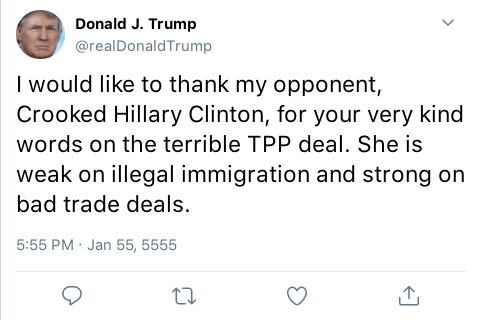 Donald J. Trump
@realDonaldTrump
I would like to thank my opponent,
Crooked Hillary Clinton, for your very kind
words on the terrible TPP deal. She is
weak on illegal immigration and strong on
bad trade deals.
5:55 PM · Jan 55, 5555